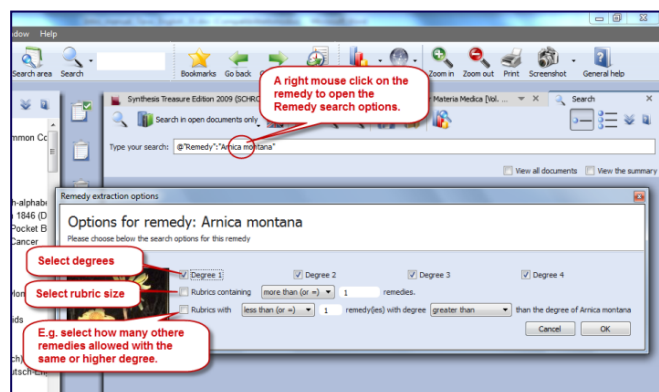 ndow Help
Search area Search Bookmarks Go back Zoom in Zoom out Print Screenshot General help
A right mouse click on the
remedy to open the
Remedy search options.
Synthesis Treasure Edition 2009 (SCHRO
Materia Medica [Vol. ... Search
Search in open documents only
mmon Co
Type your search: @"Remedy":"Arnica montana"
View all documents View the summary
h-alphabe
1846 (D
Pocket B
Cancer
Remedy extraction options
Options for remedy: Arnica montana
Please choose below the search options for this remedy
Select degrees
Degree 1 Degree 2 Degree 3 Degree 4
Select rubric size
Rubrics containing more than (or =) 1 remedies.
Rubrics with less than (or =) 1 remedy(ies) with degree greater than than the degree of Arnica montana
E.g. select how many othere
remedies allowed with the
same or higher degree.
Cancel OK
ids
ch)
utsch-En